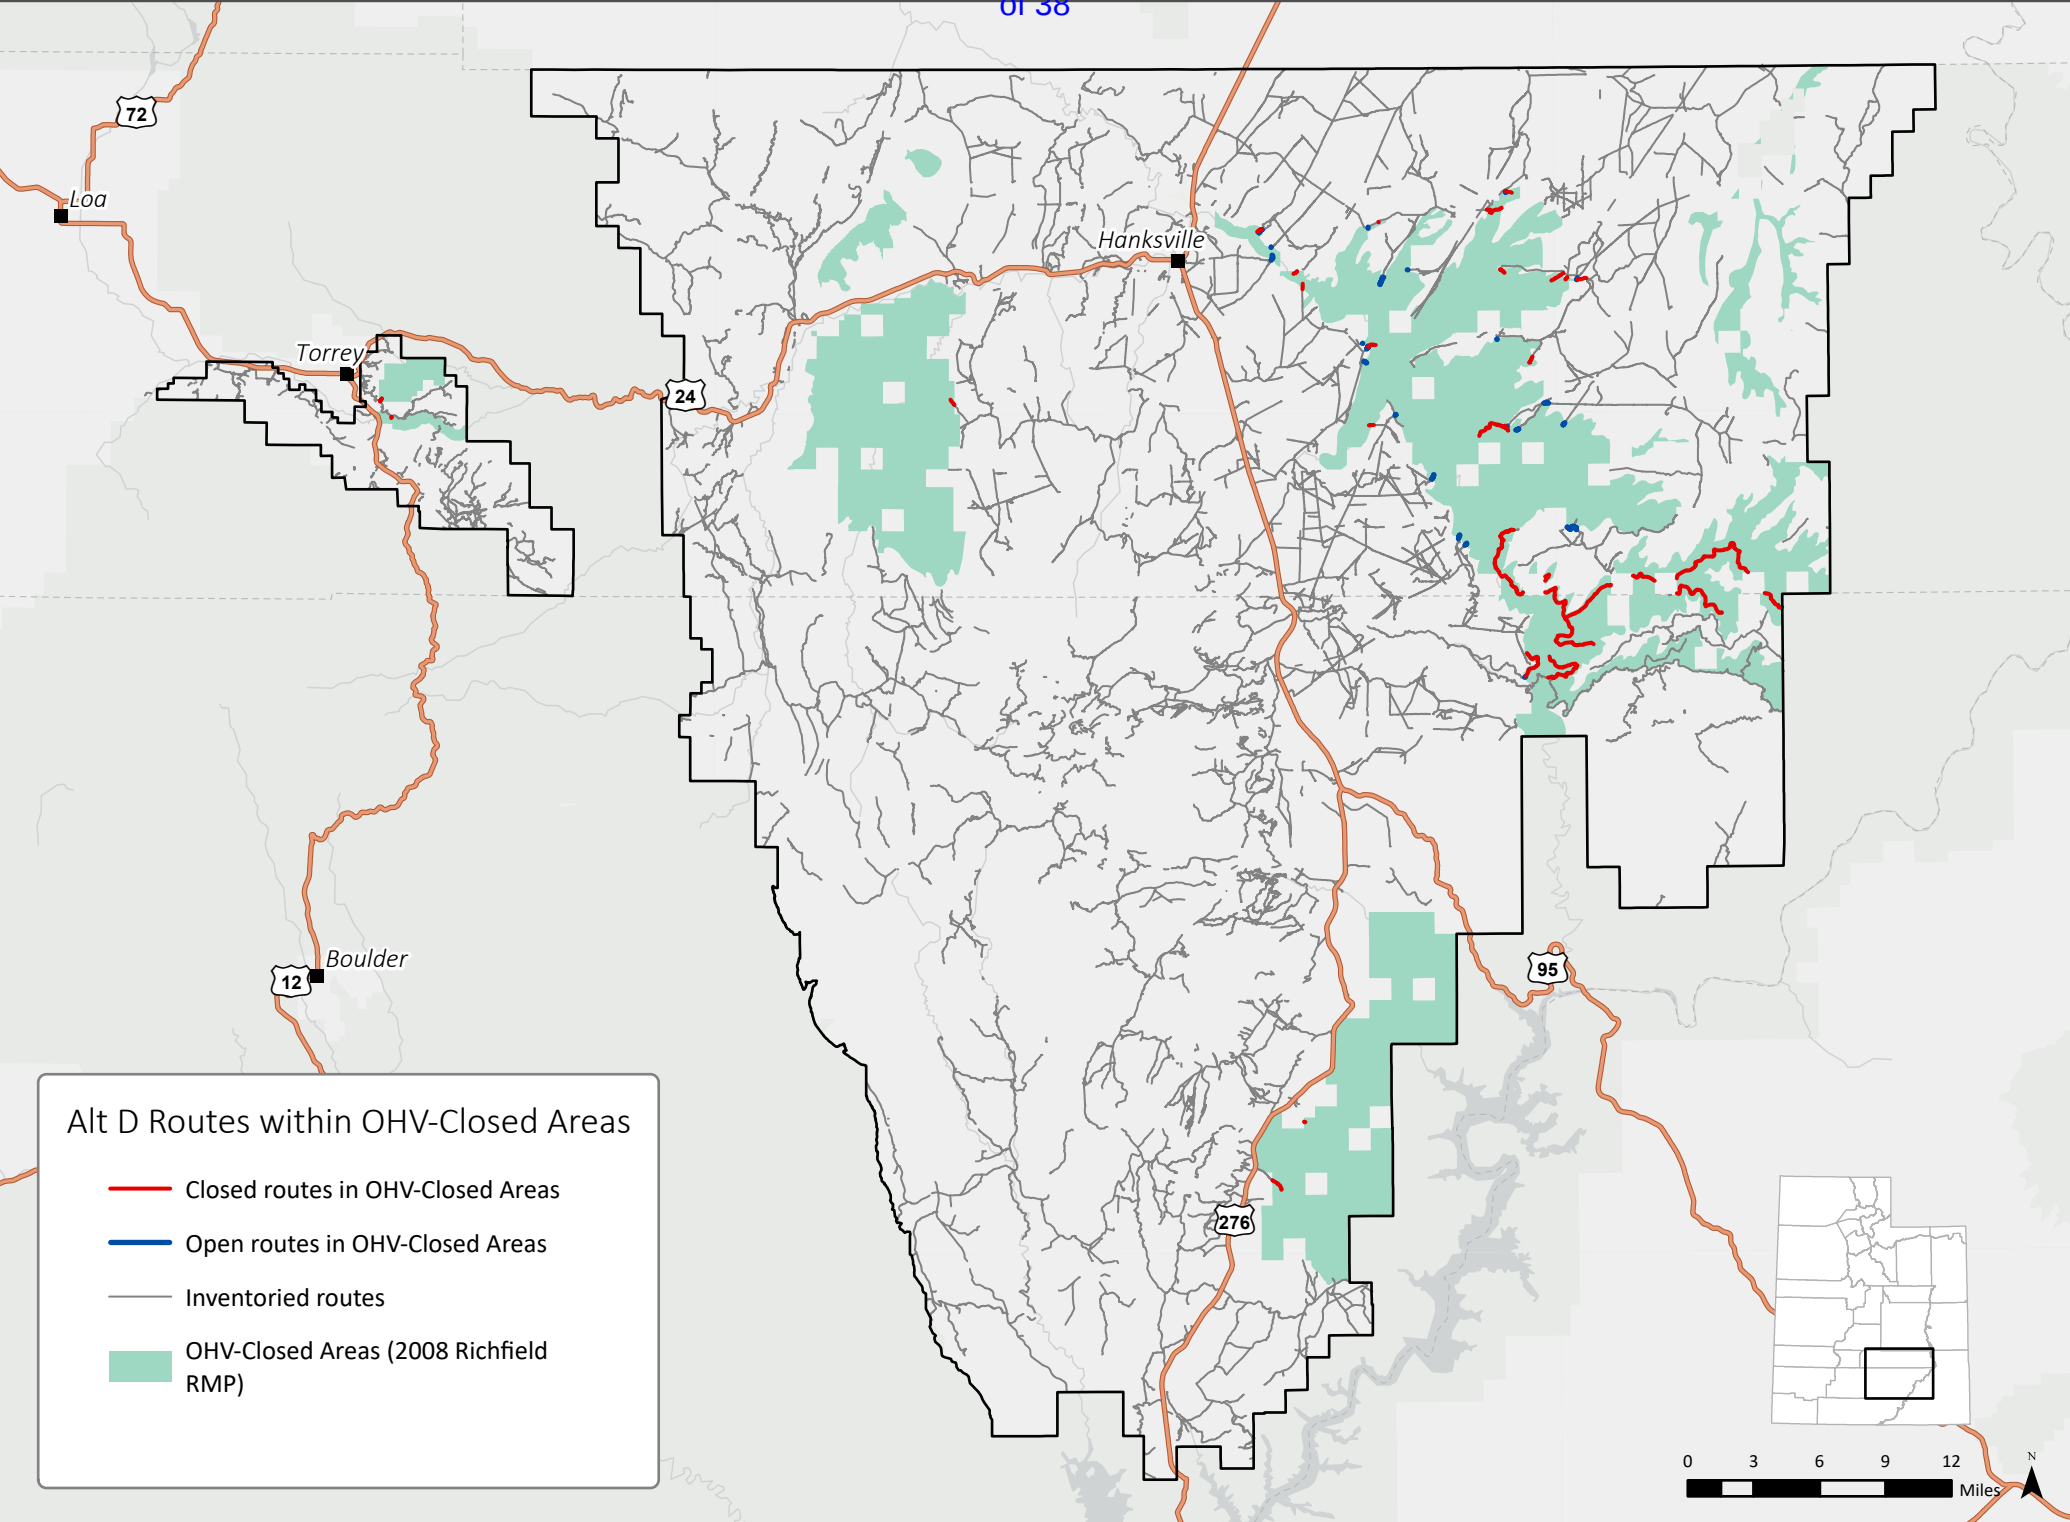 of 38
72
Loa
Hanksville
Torrey
24
Boulder
12
95
276
Alt D Routes within OHV-Closed Areas
Closed routes in OHV-Closed Areas
Open routes in OHV-Closed Areas
Inventoried routes
OHV-Closed Areas (2008 Richfield
RMP)
0 3 6 9 12
Miles
N